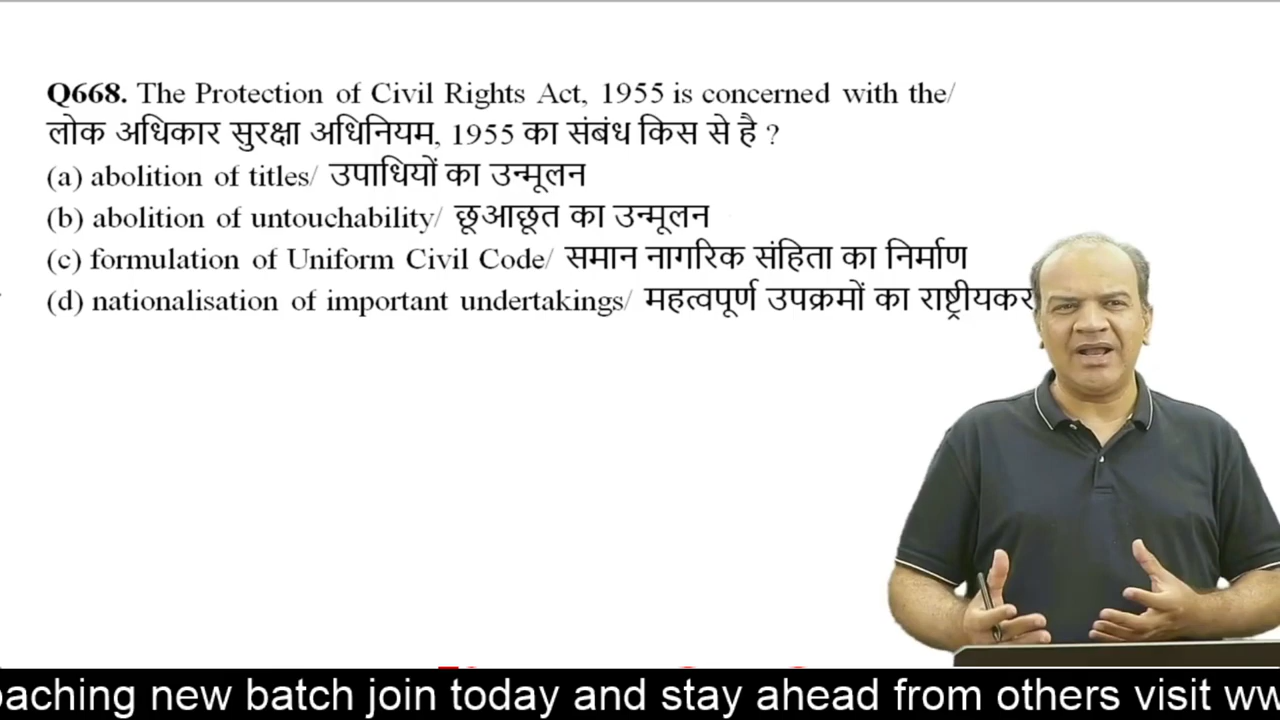 Q668. The Protection of Civil Rights Act, 1955 is concerned with the/
लोक अधिकार सुरक्षा अधिनियम, 1955 का संबंध किस से है ?
(a) abolition of titles/ उपाधियों का उन्मूलन
(b) abolition of untouchability/ छूआछूत का उन्मूलन
(c) formulation of Uniform Civil Code/ समान नागरिक संहिता का निर्माण
(d) nationalisation of important undertakings/ महत्वपूर्ण उपक्रमों का
new batch join today and stay ahead from others visit